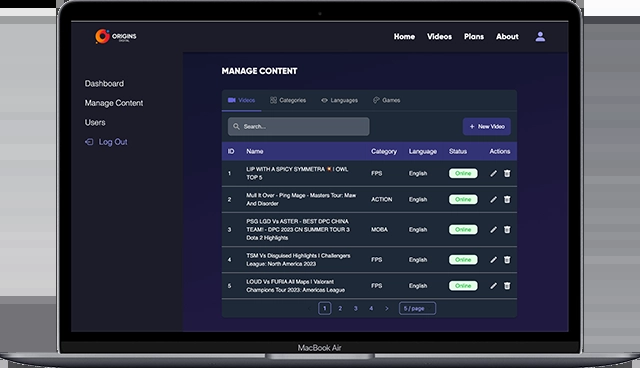 ORIGINS
DIGITAL
Home Videos Plans About
Dashboard
Manage Content
Users
Log Out
MANAGE CONTENT
Videos Categories Languages Games
Search...
+ New Video
ID Name Category Language Status Actions
1 LIP WITH A SPICY SYMMETRA 💥 I OWL
TOP 5 FPS English Online
2 Mull It Over - Ping Mage - Masters Tour: Maw
And Disorder ACTION English Online
3 PSG LGD Vs ASTER - BEST DPC CHINA
TEAM! - DPC 2023 CN SUMMER TOUR 3
Dota 2 Highlights MOBA English Online
4 TSM Vs Disguised Highlights I Challengers
League: North America 2023 FPS English Online
5 LOUD Vs FURIA All Maps | Valorant
Champions Tour 2023: Americas League FPS English Online
1 2 3 4 > 5 / page
MacBook Air